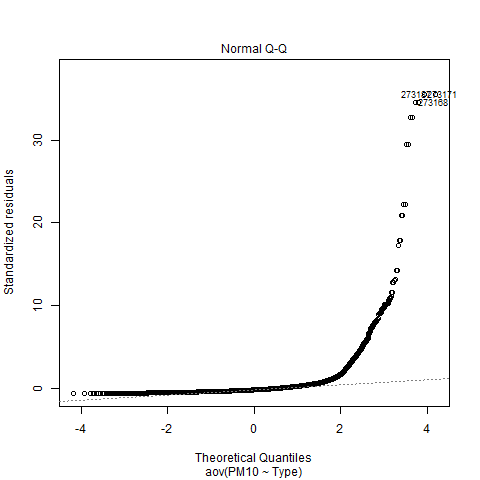 Normal Q-Q
273171
273168
30
20
10
0
Standardized residuals
-4 -2 0 2 4
Theoretical Quantiles
aov(PM10 ~ Type)